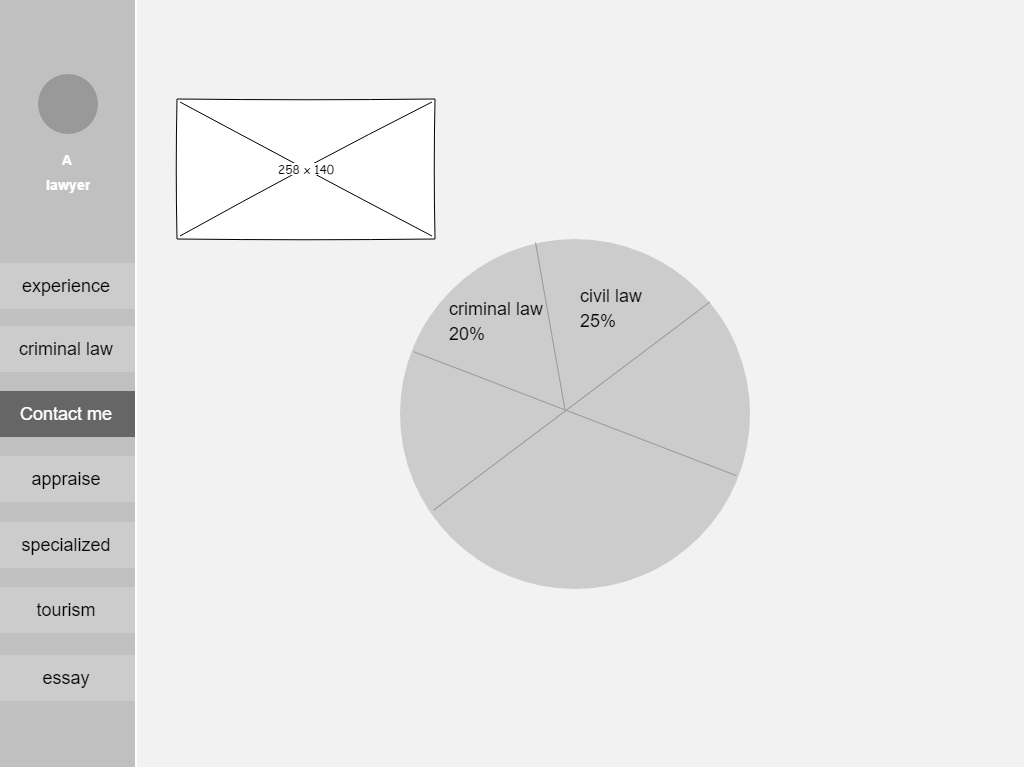 A
lawyer
experience
criminal law
Contact me
appraise
specialized
tourism
essay
258 x 140
criminal law
20%
civil law
25%